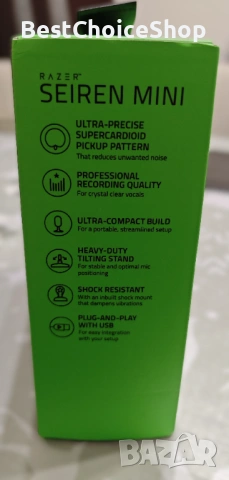 BestChoiceShop
RAZER™
SEIREN MINI
ULTRA-PRECISE
SUPERCARDIOID
PICKUP PATTERN
That reduces unwanted noise
PROFESSIONAL
RECORDING QUALITY
For crystal clear vocals
ULTRA-COMPACT BUILD
For a portable, streamlined setup
HEAVY-DUTY
TILTING STAND
For stable and optimal mic
positioning
SHOCK RESISTANT
With an inbuilt shock mount
that dampens vibrations
PLUG-AND-PLAY
WITH USB
For easy integration
with your setup
BAZAR
BestChoiceShop